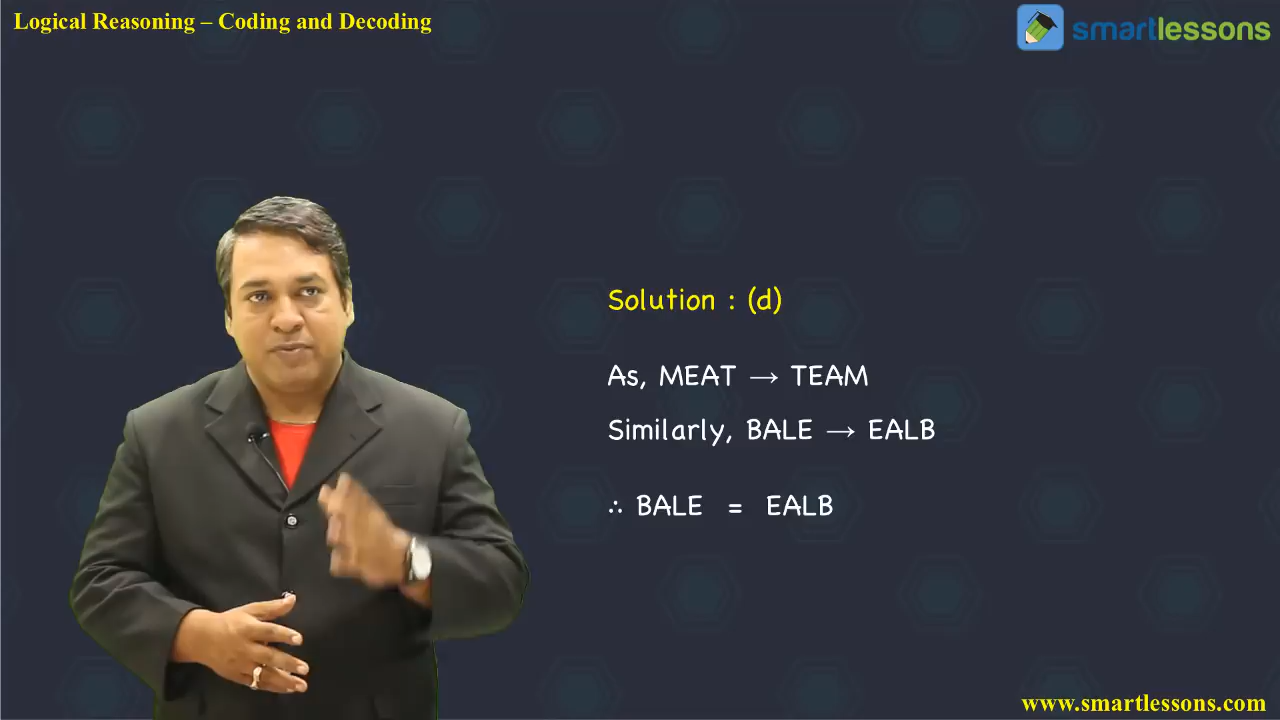 Logical Reasoning – Coding and Decoding
smartlessons
Solution : (d)
As, MEAT → TEAM
Similarly, BALE → EALB
∴ BALE = EALB
www.smartlessons.com